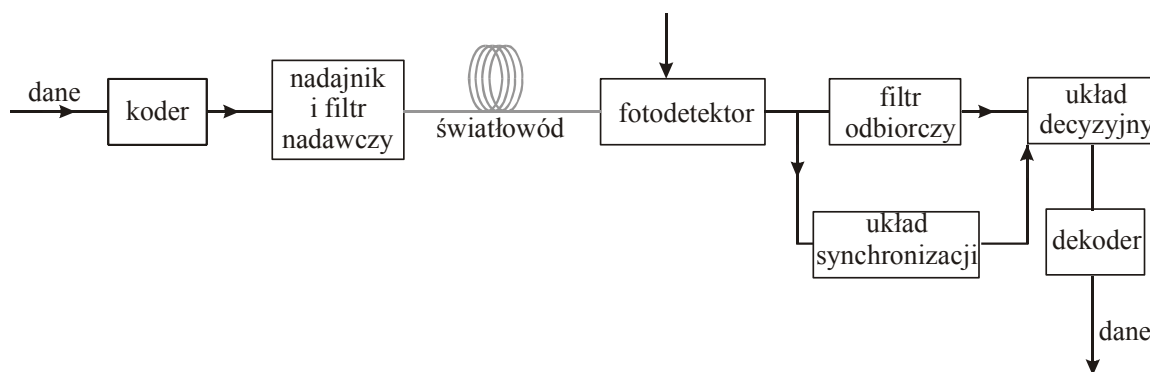 dane
koder
nadajnik
i filtr
nadawczy
światłowód
fotodetektor
filtr
odbiorczy
układ
decyzyjny
układ
synchronizacji
dekoder
dane